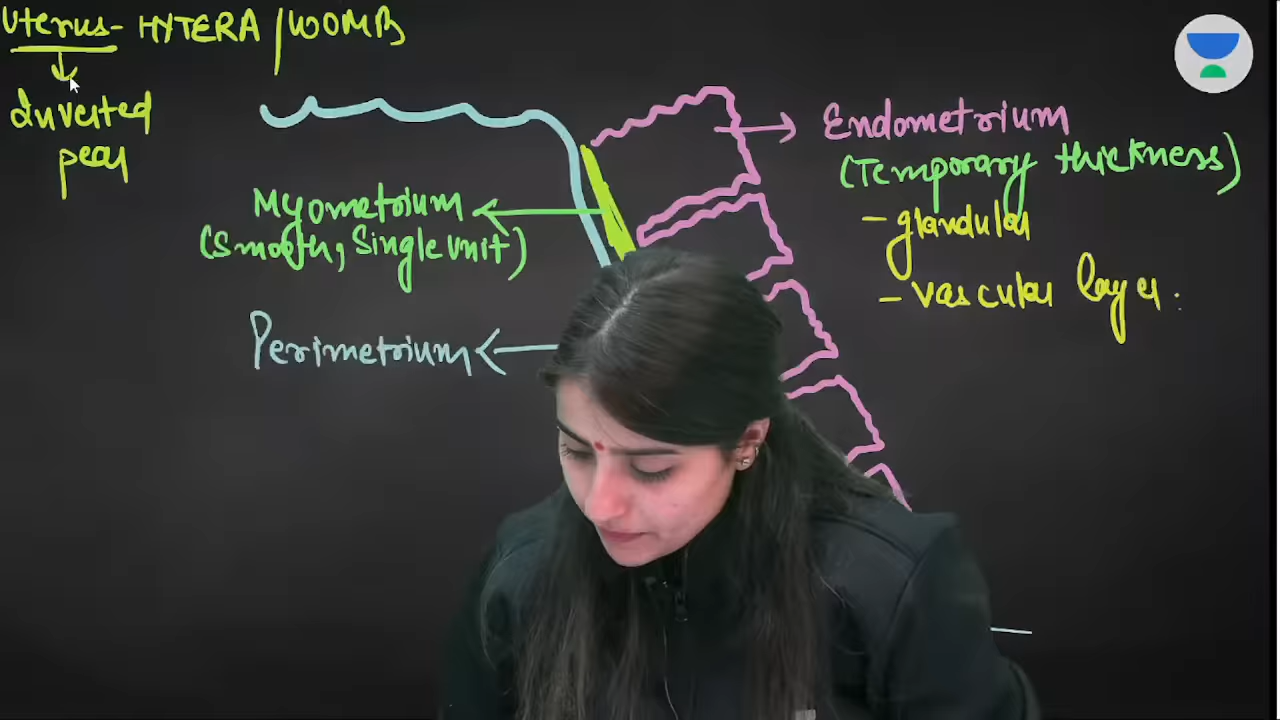 Uterus - HYTERA / WOMB
Inverted
pear
Endometrium
(Temporary thickness)
- glandular
- vascular layer.
Myometrium
(Smooth, Single unit)
Perimetrium